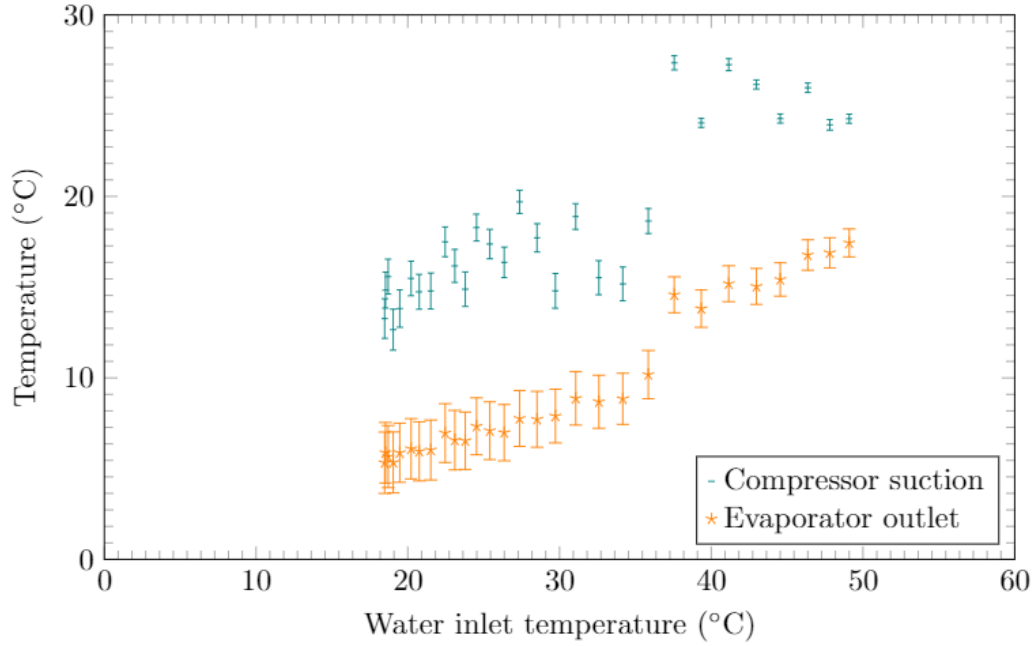 30
20
10
0
0 10 20 30 40 50 60
Temperature (°C)
Water inlet temperature (°C)
Compressor suction
Evaporator outlet